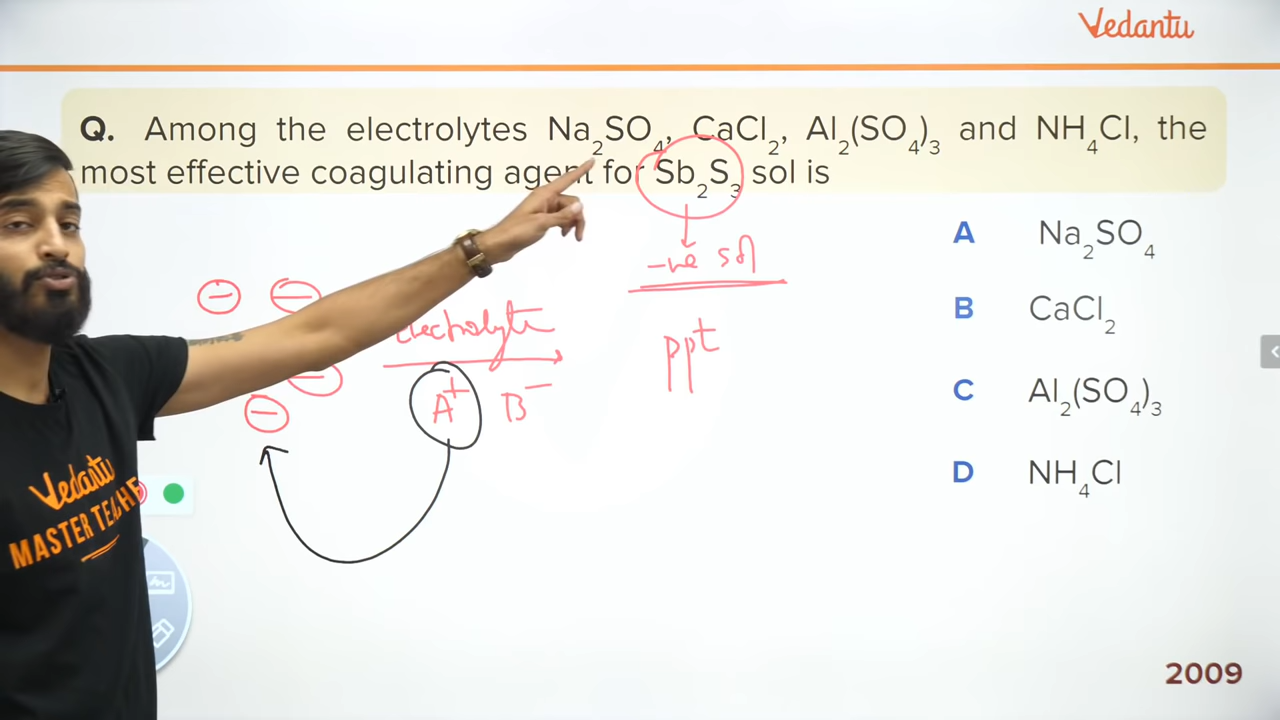 Vedantu
Q. Among the electrolytes Na₂SO₄, CaCl₂, Al₂(SO₄)₃ and NH₄Cl, the
most effective coagulating agent for Sb₂S₃ sol is
A Na₂SO₄
-ve sol
B CaCl₂
electrolyte
ppt
A⁺ B⁻
C Al₂(SO₄)₃
D NH₄Cl
Vedantu
MASTER TEACHE
2009